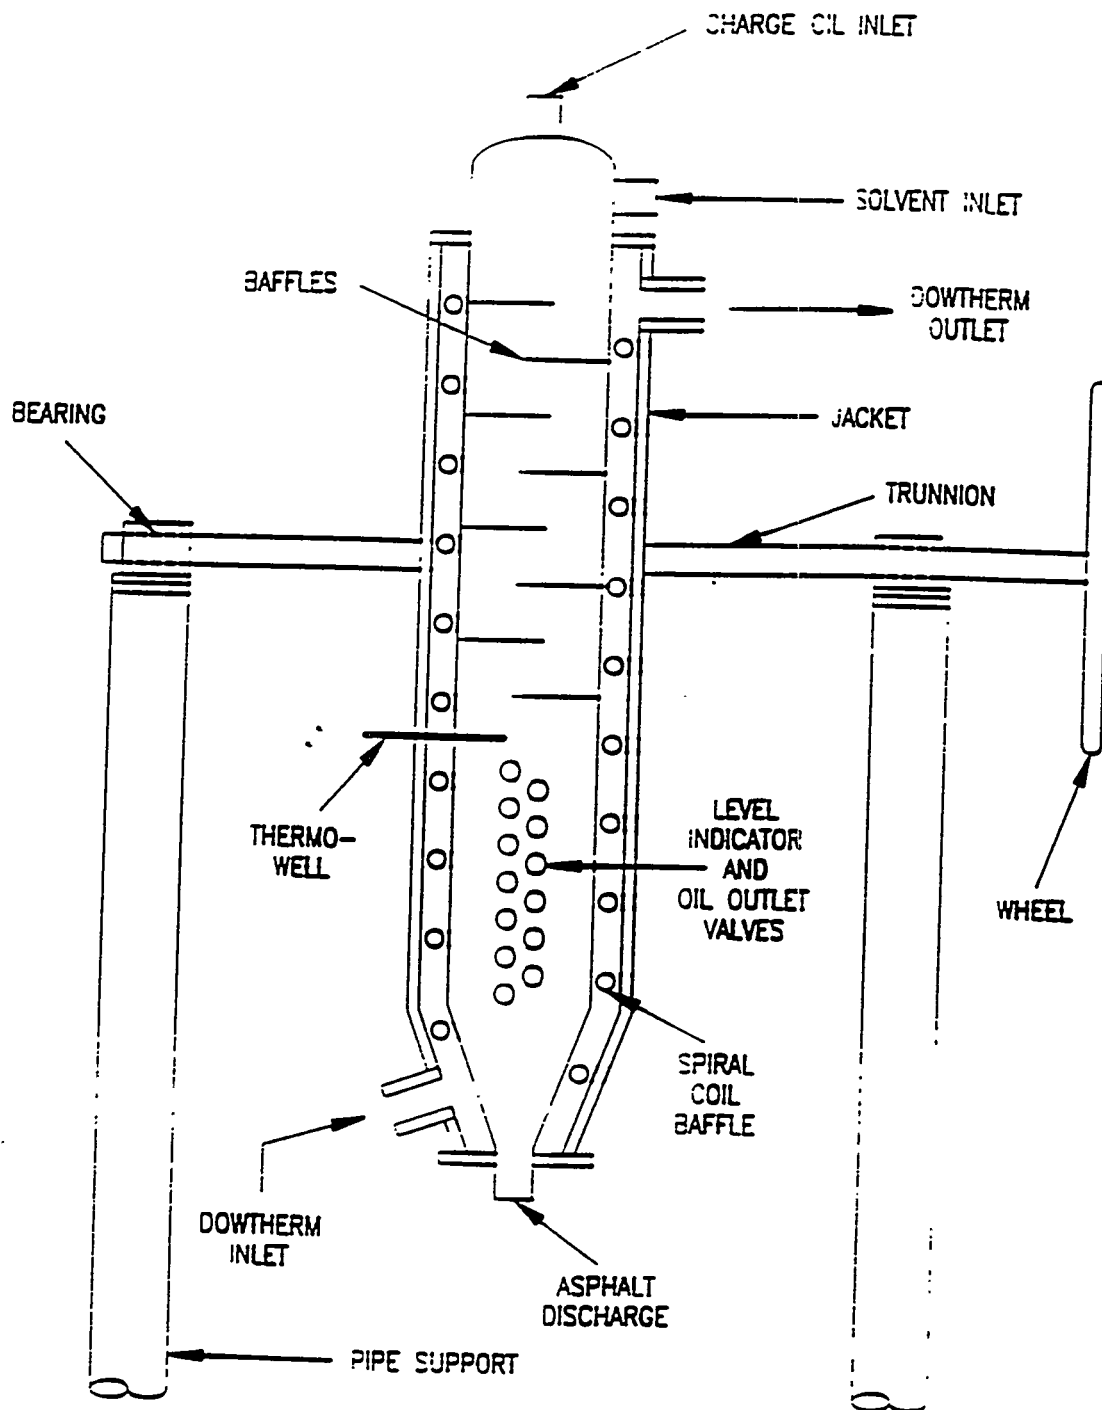 CHARGE OIL INLET
SOLVENT INLET
BAFFLES
DOWTHERM
OUTLET
BEARING
JACKET
TRUNNION
THERMO-
WELL
LEVEL
INDICATOR
AND
OIL OUTLET
VALVES
WHEEL
SPIRAL
COIL
BAFFLE
DOWTHERM
INLET
ASPHALT
DISCHARGE
PIPE SUPPORT